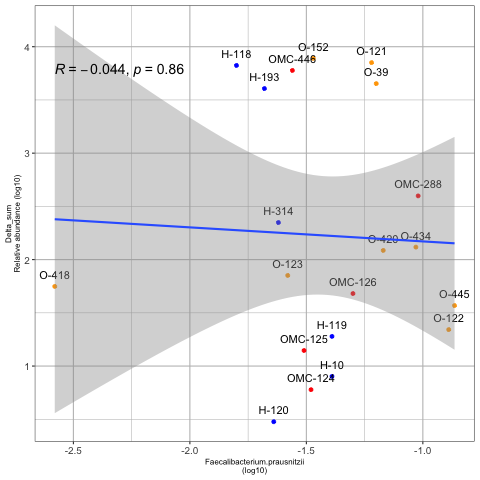 O-152
H-118
OMC-446
O-121
R = −0.044, p = 0.86
H-193
O-39
OMC-288
H-314
O-420
O-434
O-418
O-123
OMC-126
O-445
O-122
H-119
OMC-125
H-10
OMC-124
H-120
4
3
2
1
Delta_sum
Relative abundance (log10)
-2.5
-2.0
-1.5
-1.0
Faecalibacterium.prausnitzii
(log10)